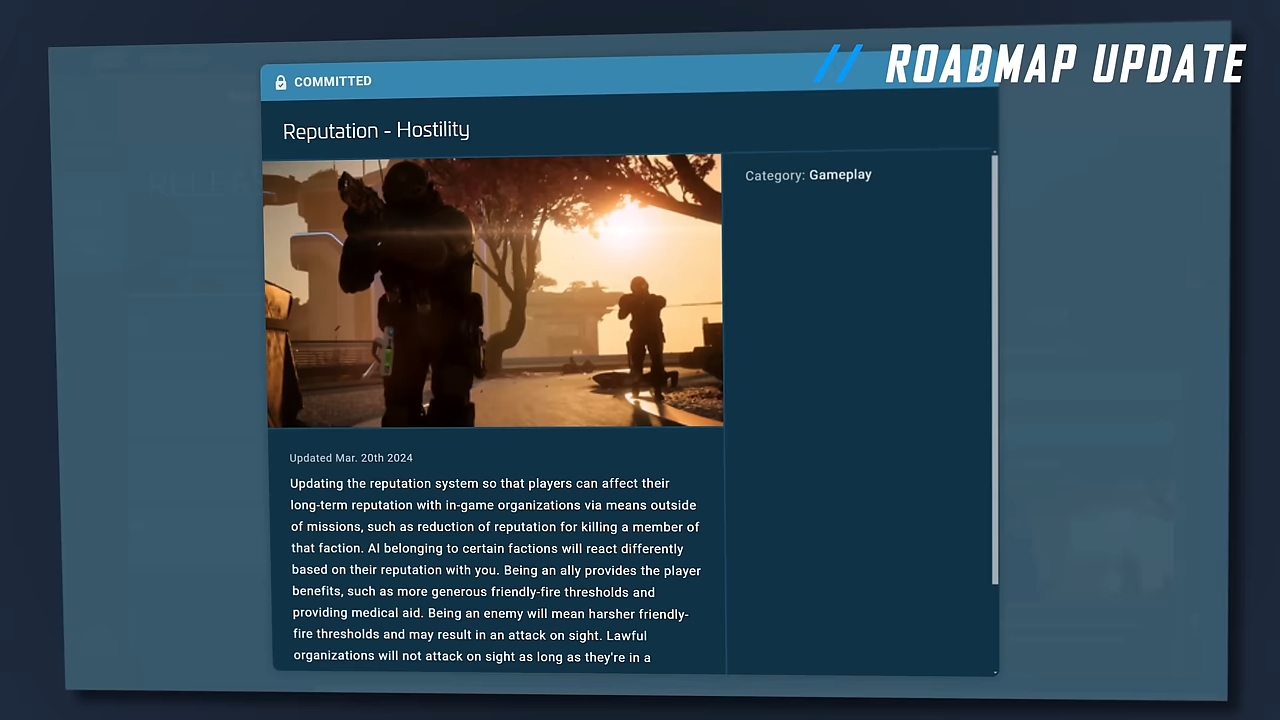 // ROADMAP UPDATE
COMMITTED
Reputation - Hostility
Category: Gameplay
Updated Mar. 20th 2024
Updating the reputation system so that players can affect their
long-term reputation with in-game organizations via means outside
of missions, such as reduction of reputation for killing a member of
that faction. AI belonging to certain factions will react differently
based on their reputation with you. Being an ally provides the player
benefits, such as more generous friendly-fire thresholds and
providing medical aid. Being an enemy will mean harsher friendly-
fire thresholds and may result in an attack on sight. Lawful
organizations will not attack on sight as long as they're in a